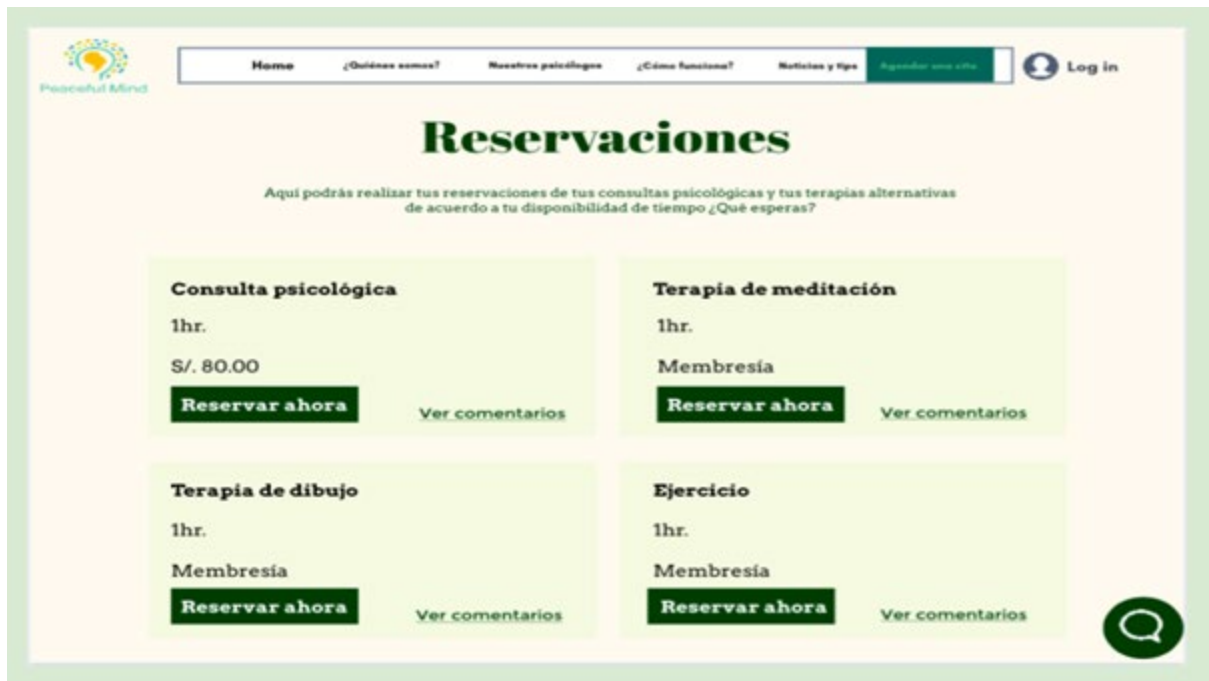 Peaceful Mind
Home ¿Quiénes somos? Nuestros psicólogos ¿Cómo funciona? Noticias y tips Agendar una cita Log in
Reservaciones
Aquí podrás realizar tus reservaciones de tus consultas psicológicas y tus terapias alternativas
de acuerdo a tu disponibilidad de tiempo ¿Qué esperas?
Consulta psicológica
1hr.
S/. 80.00
Reservar ahora Ver comentarios
Terapia de meditación
1hr.
Membresía
Reservar ahora Ver comentarios
Terapia de dibujo
1hr.
Membresía
Reservar ahora Ver comentarios
Ejercicio
1hr.
Membresía
Reservar ahora Ver comentarios